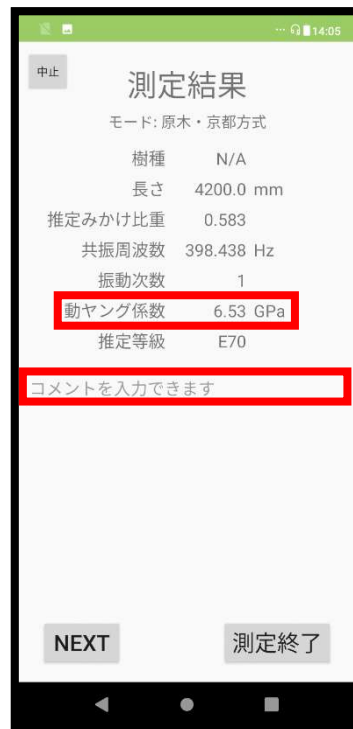 14:05
中止
測定結果
モード: 原木・京都方式
樹種 N/A
長さ 4200.0 mm
推定みかけ比重 0.583
共振周波数 398.438 Hz
振動次数 1
動ヤング係数 6.53 GPa
推定等級 E70
コメントを入力できます
NEXT 測定終了